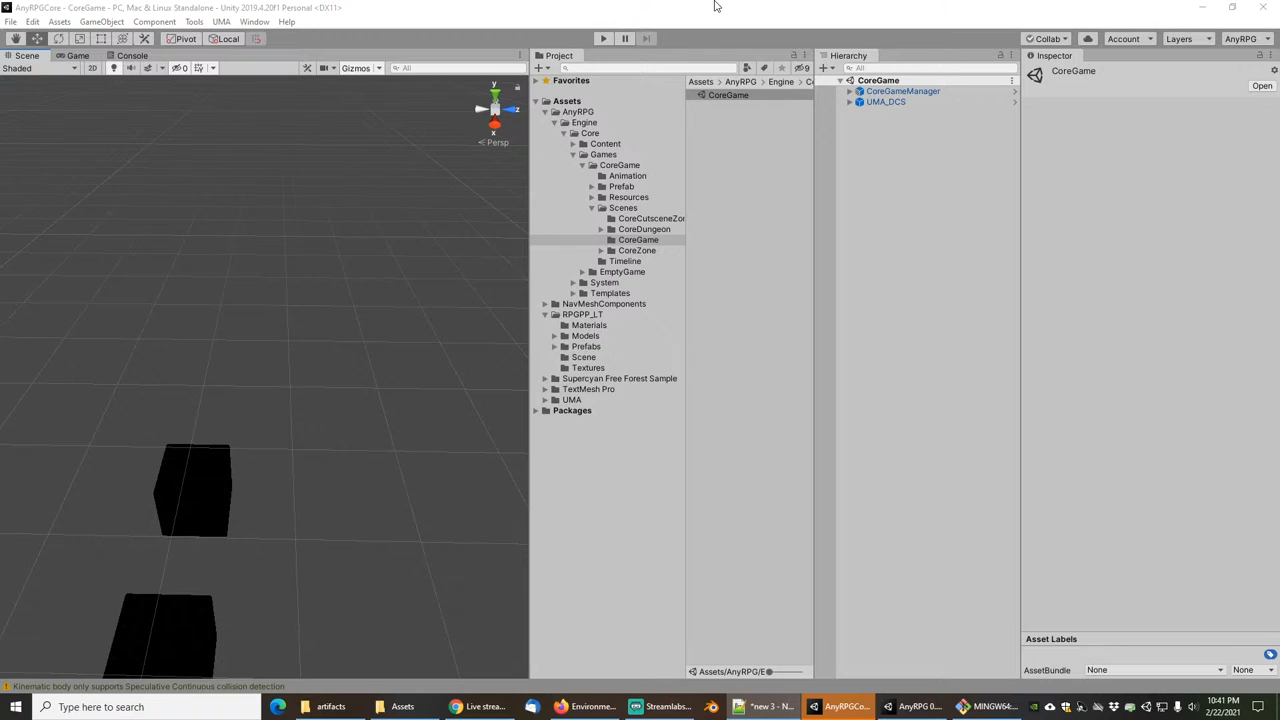 AnyRPGCore - CoreGame - PC, Mac & Linux Standalone - Unity 2019.4.20f1 Personal <DX11>
File Edit Assets GameObject Component Tools UMA Window Help
Pivot Local Collab Account Layers AnyRPG
Scene Game Console
Shaded 2D 0 Gizmos All
y
z
x
Persp
Project
9
Favorites
Assets
AnyRPG
Engine
Core
Content
Games
CoreGame
Animation
Prefab
Resources
Scenes
CoreCutsceneZor
CoreDungeon
CoreGame
CoreZone
Timeline
EmptyGame
System
Templates
NavMeshComponents
RPGPP_LT
Materials
Models
Prefabs
Scene
Textures
Supercyan Free Forest Sample
TextMesh Pro
UMA
Packages
Assets AnyRPG Engine
CoreGame
Assets/AnyRPG/E
Hierarchy
All
CoreGame
CoreGameManager
UMA_DCS
Inspector
CoreGame
Open
Asset Labels
AssetBundle None None
Kinematic body only supports Speculative Continuous collision detection
Type here to search
artifacts
Assets
Live strea...
Environme...
Streamlabs...
*new 3 - N...
AnyRPGCo...
AnyRPG 0....
MINGW64:...
10:41 PM
2/22/2021